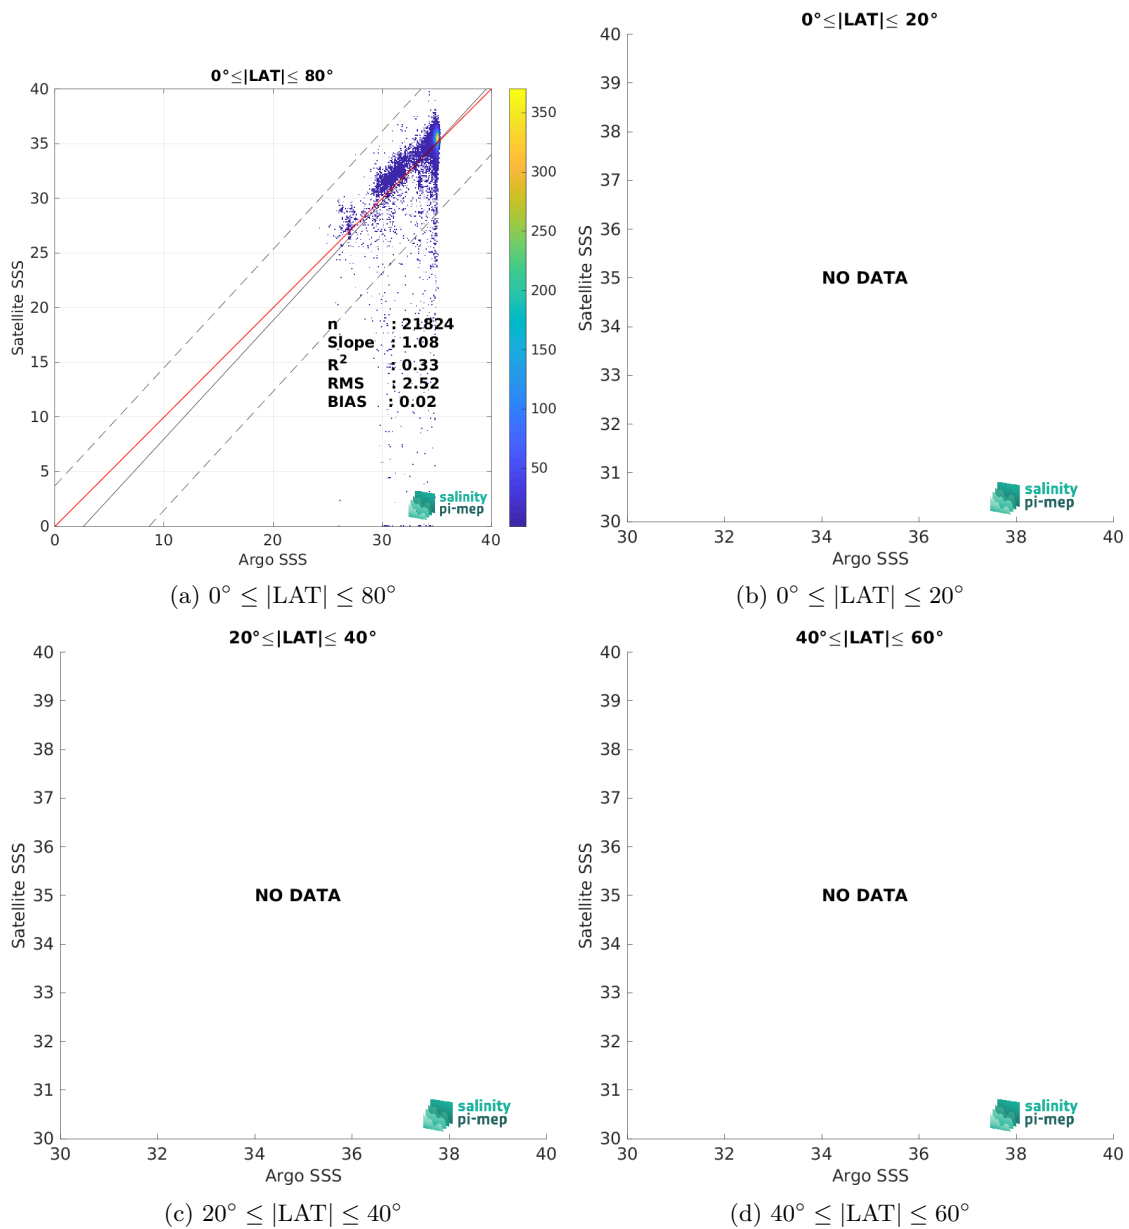 0°≤|LAT|≤ 80°
40
35
30
25
20
15
10
5
0
Satellite SSS
n : 21824
Slope : 1.08
R² : 0.33
RMS : 2.52
BIAS : 0.02
salinity
pi-mep
0 10 20 30 40
Argo SSS
350
300
250
200
150
100
50
(a) 0° ≤ |LAT| ≤ 80°
0°≤|LAT|≤ 20°
40
39
38
37
36
35
34
33
32
31
30
Satellite SSS
NO DATA
salinity
pi-mep
30 32 34 36 38 40
Argo SSS
(b) 0° ≤ |LAT| ≤ 20°
20°≤|LAT|≤ 40°
40
39
38
37
36
35
34
33
32
31
30
Satellite SSS
NO DATA
salinity
pi-mep
30 32 34 36 38 40
Argo SSS
(c) 20° ≤ |LAT| ≤ 40°
40°≤|LAT|≤ 60°
40
39
38
37
36
35
34
33
32
31
30
Satellite SSS
NO DATA
salinity
pi-mep
30 32 34 36 38 40
Argo SSS
(d) 40° ≤ |LAT| ≤ 60°